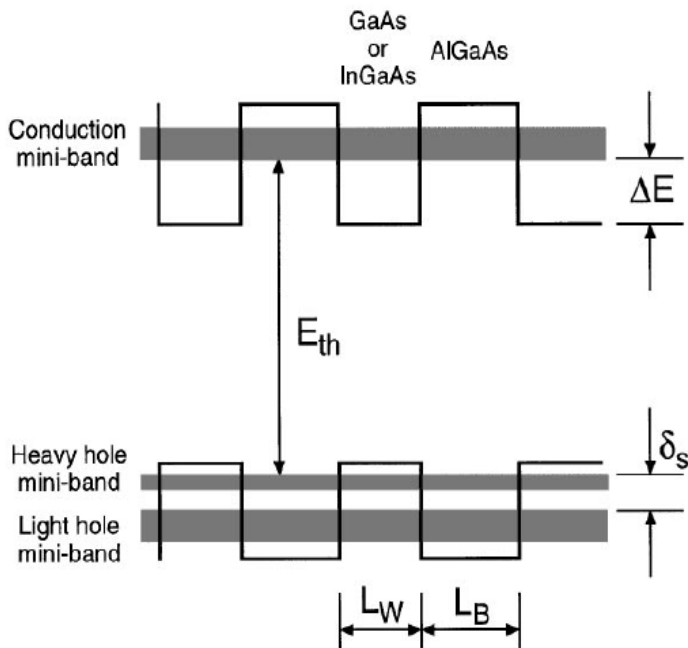 GaAs
or
InGaAs
AlGaAs
Conduction
mini-band
ΔE
E_th
Heavy hole
mini-band
δ_s
Light hole
mini-band
L_W
L_B